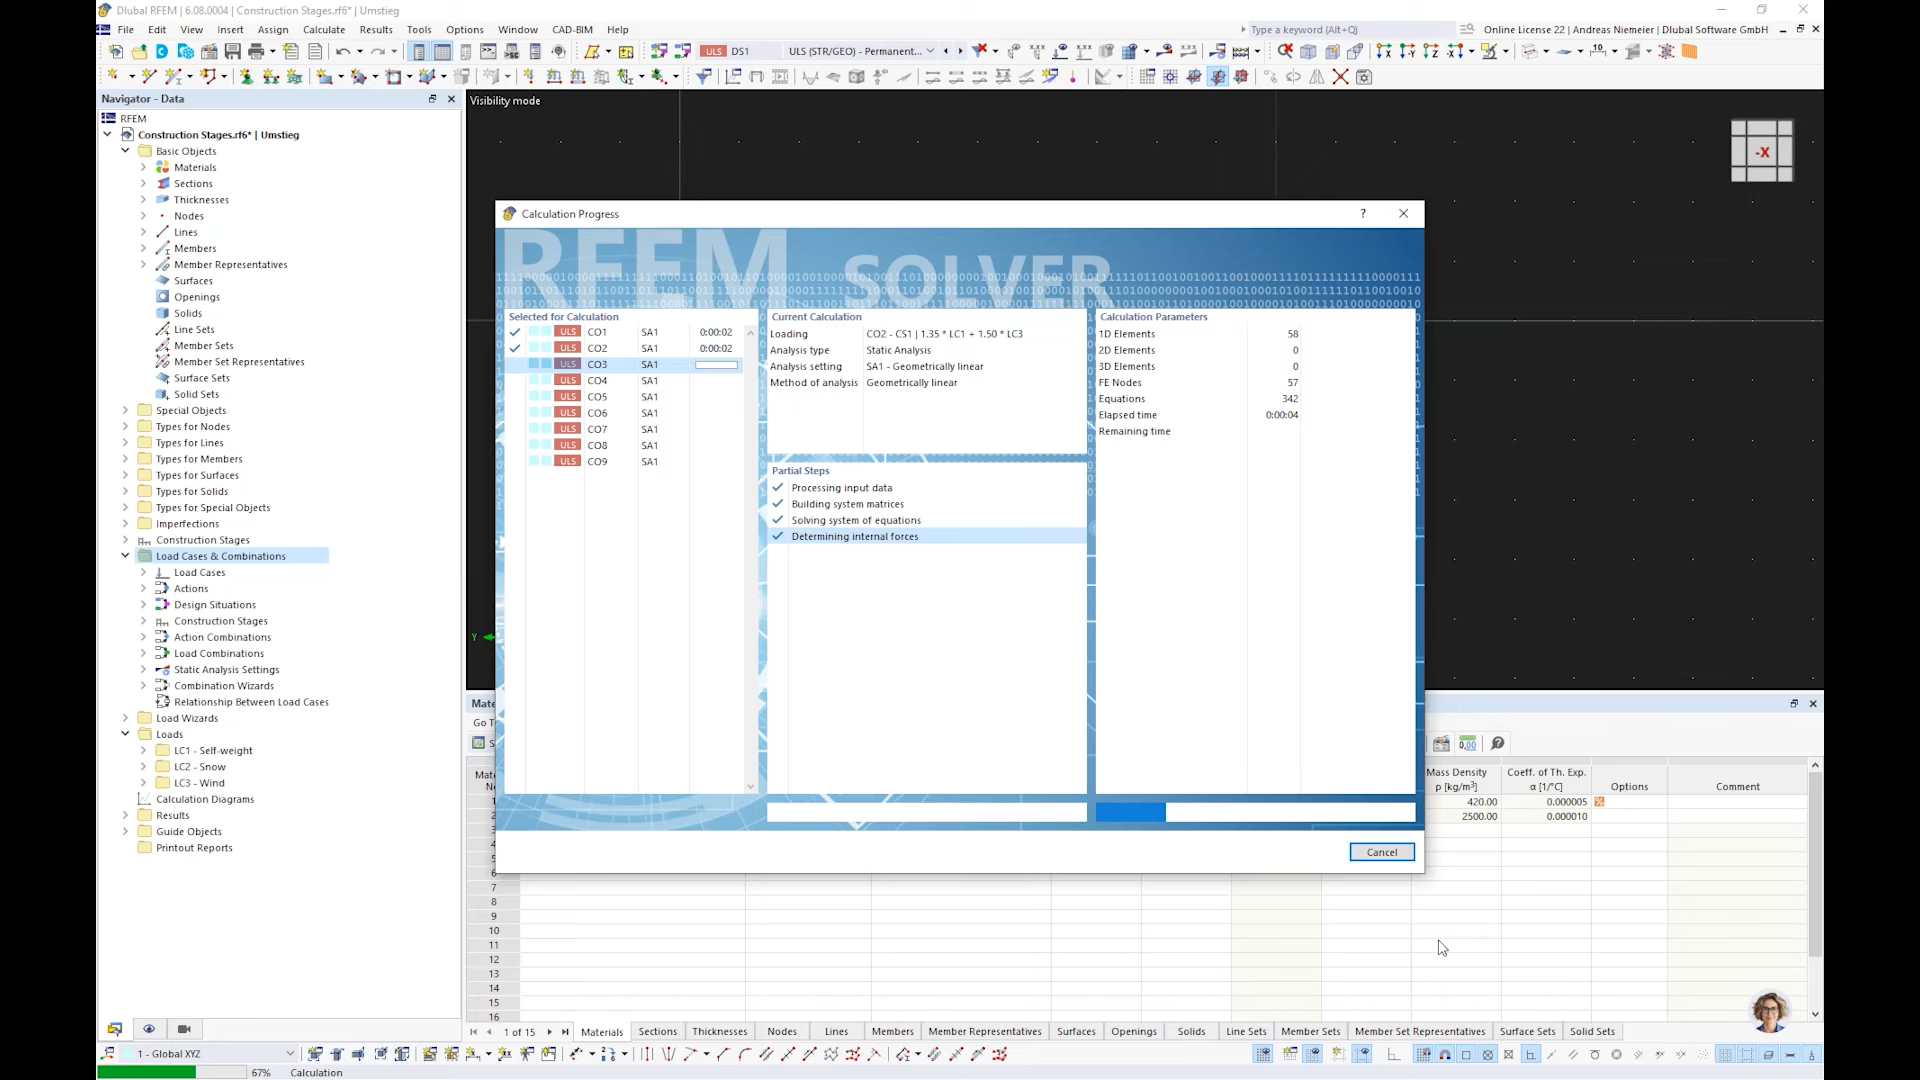 Dlubal RFEM | 6.08.0004 | Construction Stages.rf6* | Umstieg
File Edit View Insert Assign Calculate Results Tools Options Window CAD-BIM Help
Type a keyword (Alt+Q)
Online License 22 | Andreas Niemeier | Dlubal Software GmbH
ULS DS1 ULS (STR/GEO) - Permanent...
Navigator - Data
RFEM
Construction Stages.rf6* | Umstieg
Basic Objects
Materials
Sections
Thicknesses
Nodes
Lines
Members
Member Representatives
Surfaces
Openings
Solids
Line Sets
Member Sets
Member Set Representatives
Surface Sets
Solid Sets
Special Objects
Types for Nodes
Types for Lines
Types for Members
Types for Surfaces
Types for Solids
Types for Special Objects
Imperfections
Construction Stages
Load Cases & Combinations
Load Cases
Actions
Design Situations
Construction Stages
Action Combinations
Load Combinations
Static Analysis Settings
Combination Wizards
Relationship Between Load Cases
Load Wizards
Loads
LC1 - Self-weight
LC2 - Snow
LC3 - Wind
Calculation Diagrams
Results
Guide Objects
Printout Reports
Visibility mode
-X
Y
Calculation Progress
?
RFEM SOLVER
Selected for Calculation
ULS CO1 SA1 0:00:02
ULS CO2 SA1 0:00:02
ULS CO3 SA1
ULS CO4 SA1
ULS CO5 SA1
ULS CO6 SA1
ULS CO7 SA1
ULS CO8 SA1
ULS CO9 SA1
Current Calculation
Loading CO2 - CS1 | 1.35 * LC1 + 1.50 * LC3
Analysis type Static Analysis
Analysis setting SA1 - Geometrically linear
Method of analysis Geometrically linear
Partial Steps
Processing input data
Building system matrices
Solving system of equations
Determining internal forces
Calculation Parameters
1D Elements 58
2D Elements 0
3D Elements 0
FE Nodes 57
Equations 342
Elapsed time 0:00:04
Remaining time
Cancel
Mate
Go T
Mate
Mass Density
ρ [kg/m³]
Coeff. of Th. Exp.
α [1/°C]
Options
Comment
420.00 0.000005
2500.00 0.000010
6
7
8
9
10
11
12
13
14
15
16
1 of 15
Materials Sections Thicknesses Nodes Lines Members Member Representatives Surfaces Openings Solids Line Sets Member Sets Member Set Representatives Surface Sets Solid Sets
1 - Global XYZ
67% Calculation